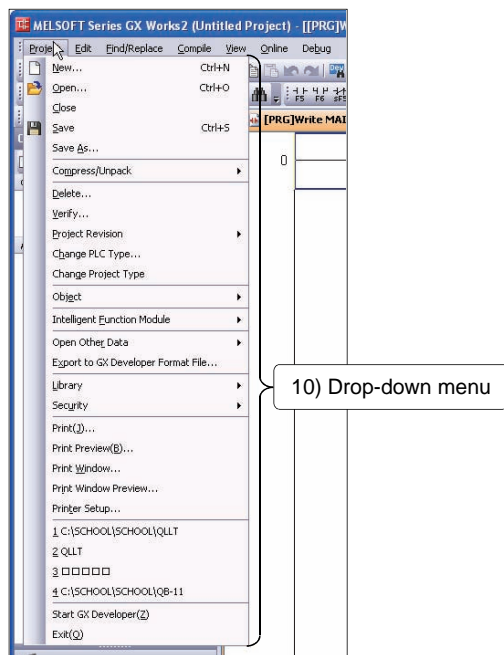 MELSOFT Series GX Works2 (Untitled Project) - [[PRG]W
Project Edit Find/Replace Compile View Online Debug
New... Ctrl+N
Open... Ctrl+O
Close
Save Ctrl+S
Save As...
Compress/Unpack
Delete...
Verify...
Project Revision
Change PLC Type...
Change Project Type
Object
Intelligent Function Module
Open Other Data
Export to GX Developer Format File...
Library
Security
Print(J)...
Print Preview(B)...
Print Window...
Print Window Preview...
Printer Setup...
1 C:\SCHOOL\SCHOOL\QLLT
2 QLLT
3 □□□□□
4 C:\SCHOOL\SCHOOL\QB-11
Start GX Developer(Z)
Exit(Q)
F5 F6 sF5
[PRG]Write MAI
0
10) Drop-down menu